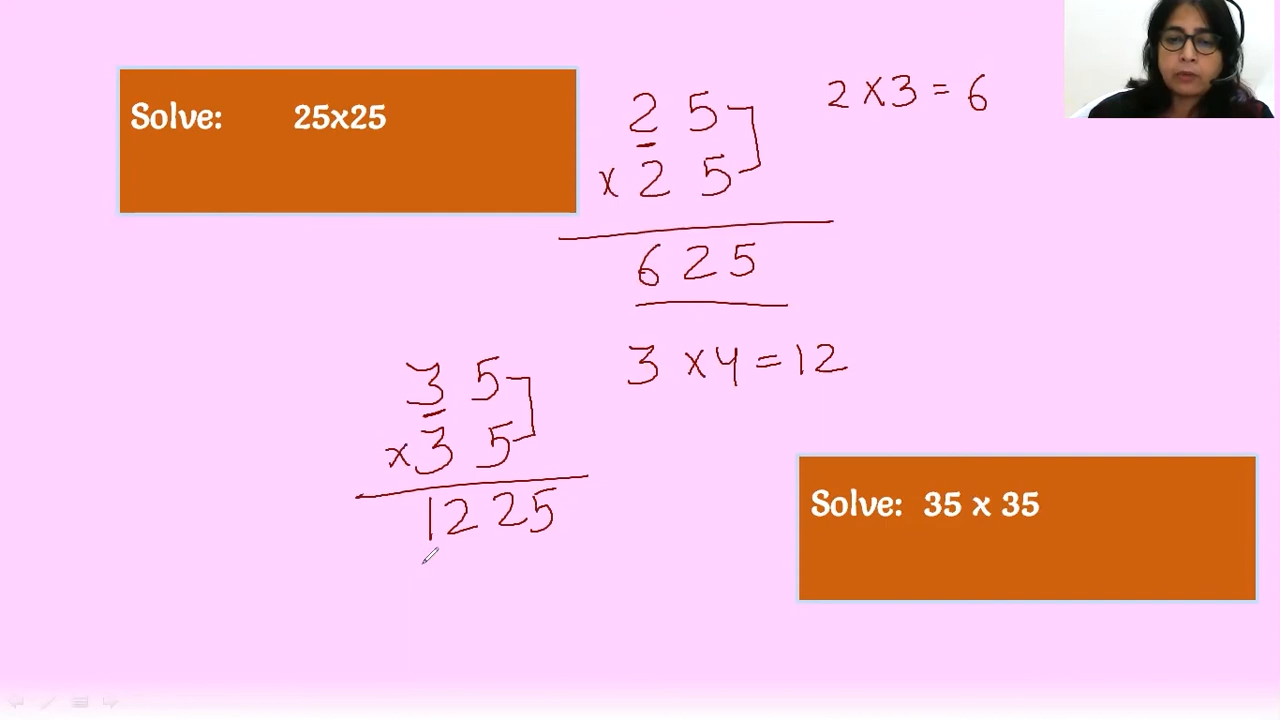 Solve: 25x25
2 5
x 2 5
6 2 5
2 x 3 = 6
3 5
x 3 5
1 2 2 5
3 x 4 = 12
Solve: 35 x 35